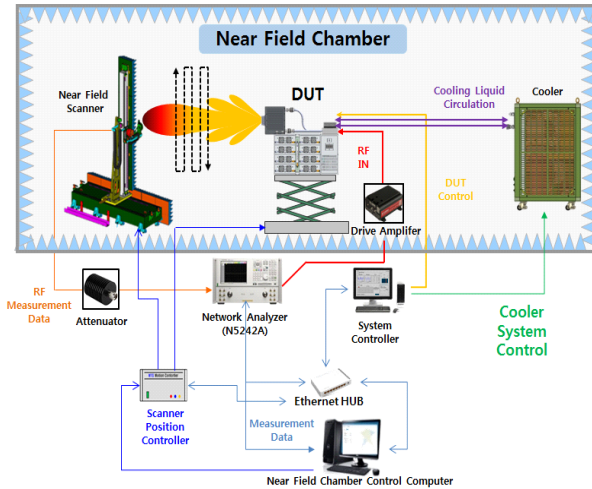 Near Field Chamber
Near Field
Scanner
DUT
Cooling Liquid
Circulation
Cooler
RF
IN
DUT
Control
Drive Amplifer
RF
Measurement
Data
Attenuator
Network Analyzer
(N5242A)
System
Controller
Cooler
System
Control
Ethernet HUB
Scanner
Position
Controller
Measurement
Data
Near Field Chamber Control Computer